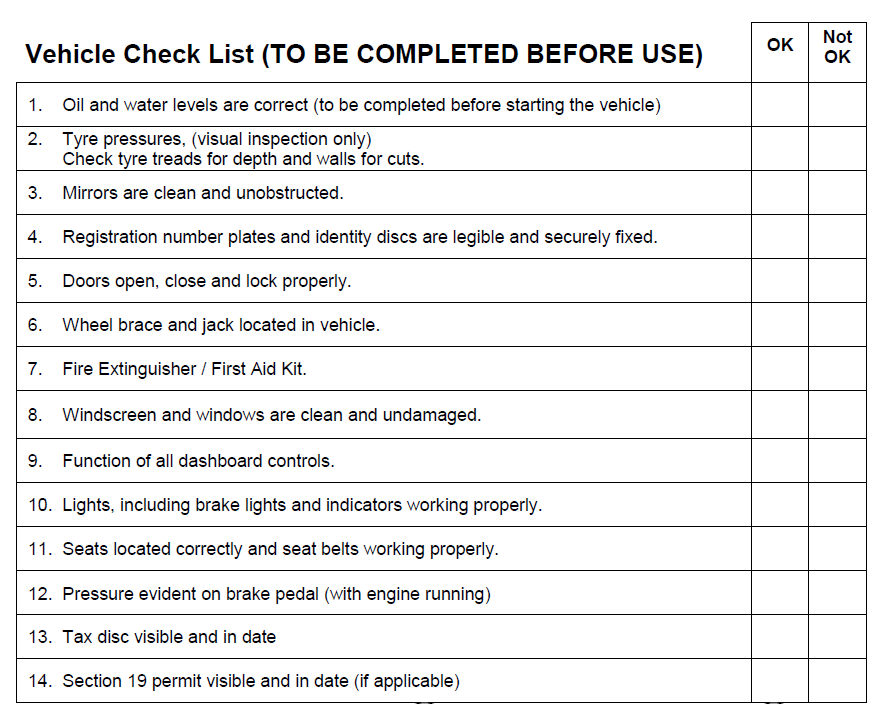 Vehicle Check List (TO BE COMPLETED BEFORE USE)
OK
Not
OK
1. Oil and water levels are correct (to be completed before starting the vehicle)
2. Tyre pressures, (visual inspection only)
Check tyre treads for depth and walls for cuts.
3. Mirrors are clean and unobstructed.
4. Registration number plates and identity discs are legible and securely fixed.
5. Doors open, close and lock properly.
6. Wheel brace and jack located in vehicle.
7. Fire Extinguisher / First Aid Kit.
8. Windscreen and windows are clean and undamaged.
9. Function of all dashboard controls.
10. Lights, including brake lights and indicators working properly.
11. Seats located correctly and seat belts working properly.
12. Pressure evident on brake pedal (with engine running)
13. Tax disc visible and in date
14. Section 19 permit visible and in date (if applicable)